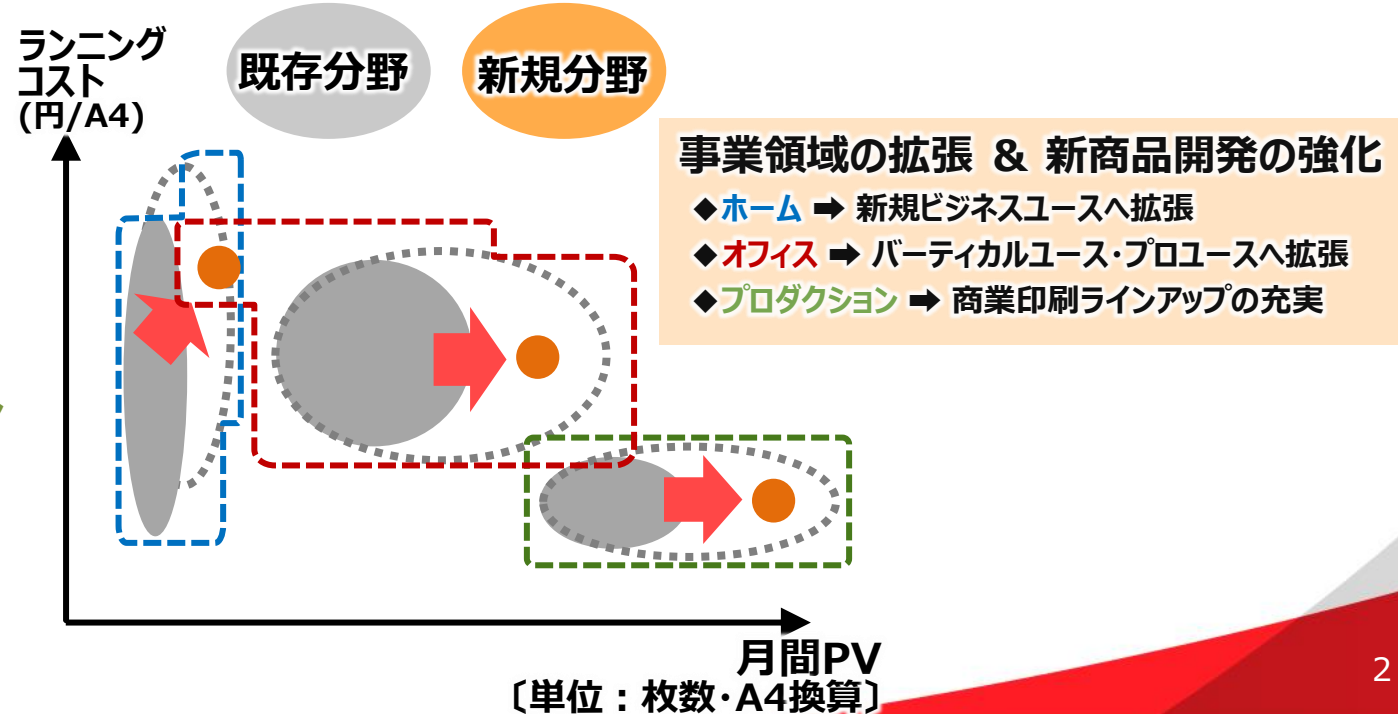 ランニング
コスト
(円/A4)
既存分野
新規分野
事業領域の拡張 & 新商品開発の強化
◆ホーム ➡ 新規ビジネスユースへ拡張
◆オフィス ➡ バーティカルユース・プロユースへ拡張
◆プロダクション ➡ 商業印刷ラインアップの充実
月間PV
〔単位：枚数・A4換算〕
2